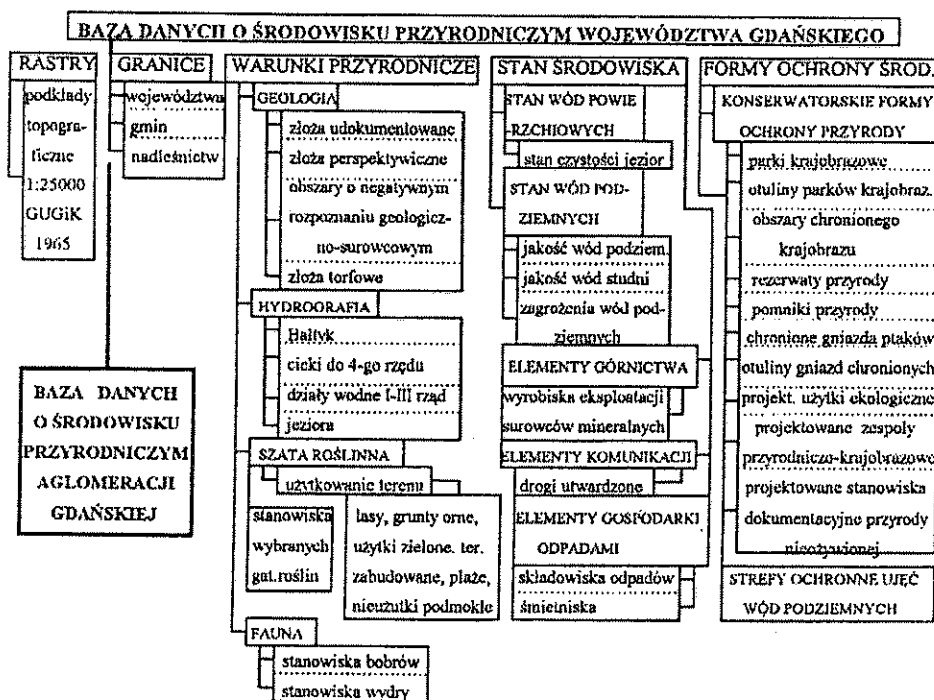 BAZA DANYCH O ŚRODOWISKU PRZYRODNICZYM WOJEWÓDZTWA GDAŃSKIEGO
RASTRY
podkłady
topogra-
ficzne
1:25000
GUGiK
1965
GRANICE
województwa
gmin
nadleśnictw
BAZA DANYCH
O ŚRODOWISKU
PRZYRODNICZYM
AGLOMERACJI
GDAŃSKIEJ
WARUNKI PRZYRODNICZE
GEOLOGIA
złoża udokumentowane
złoża perspektywiczne
obszary o negatywnym
rozpoznaniu geologicz-
no-surowcowym
złoża torfowe
HYDROGRAFIA
Bałtyk
cieki do 4-go rzędu
działy wodne I-III rząd
jeziora
SZATA ROŚLINNA
użytkowanie terenu
stanowiska
wybranych
gat.roślin
lasy, grunty orne,
użytki zielone. ter.
zabudowane, plaże,
nieużutki podmokłe
FAUNA
stanowiska bobrów
stanowiska wydry
STAN ŚRODOWISKA
STAN WÓD POWIE
RZCHIOWYCH
stan czystości jezior
STAN WÓD POD-
ZIEMNYCH
jakość wód podziem.
jakość wód studni
zagrożenia wód pod-
ziemnych
ELEMENTY GÓRNICTWA
wyrobiska eksploatacji
surowców mineralnych
ELEMENTY KOMUNIKACJI
drogi utwardzone
ELEMENTY GOSPODARKI
ODPADAMI
składowiska odpadów
śmietniska
FORMY OCHRONY ŚROD.
KONSERWATORSKIE FORMY
OCHRONY PRZYRODY
parki krajobrazowe
otuliny parków krajobraz.
obszary chronionego
krajobrazu
rezerwaty przyrody
pomniki przyrody
chronione gniazda ptaków
otuliny gniazd chronionych
projekt. użytki ekologiczne
projektowane zespoły
przyrodniczo-krajobrazowe
projektowane stanowiska
dokumentacyjne przyrody
nieożywionej
STREFY OCHRONNE UJĘĆ
WÓD PODZIEMNYCH